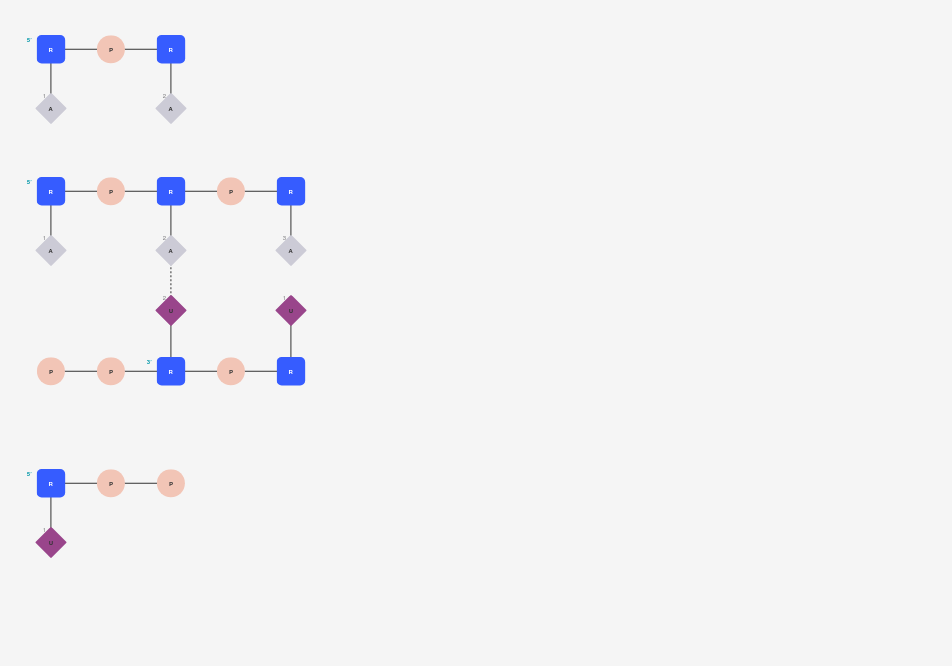 5' R P R
1 2
A A
5' R P R P R
1 2 3
A A A
2 1
U U
3'
P P R P R
5' R P P
1
U